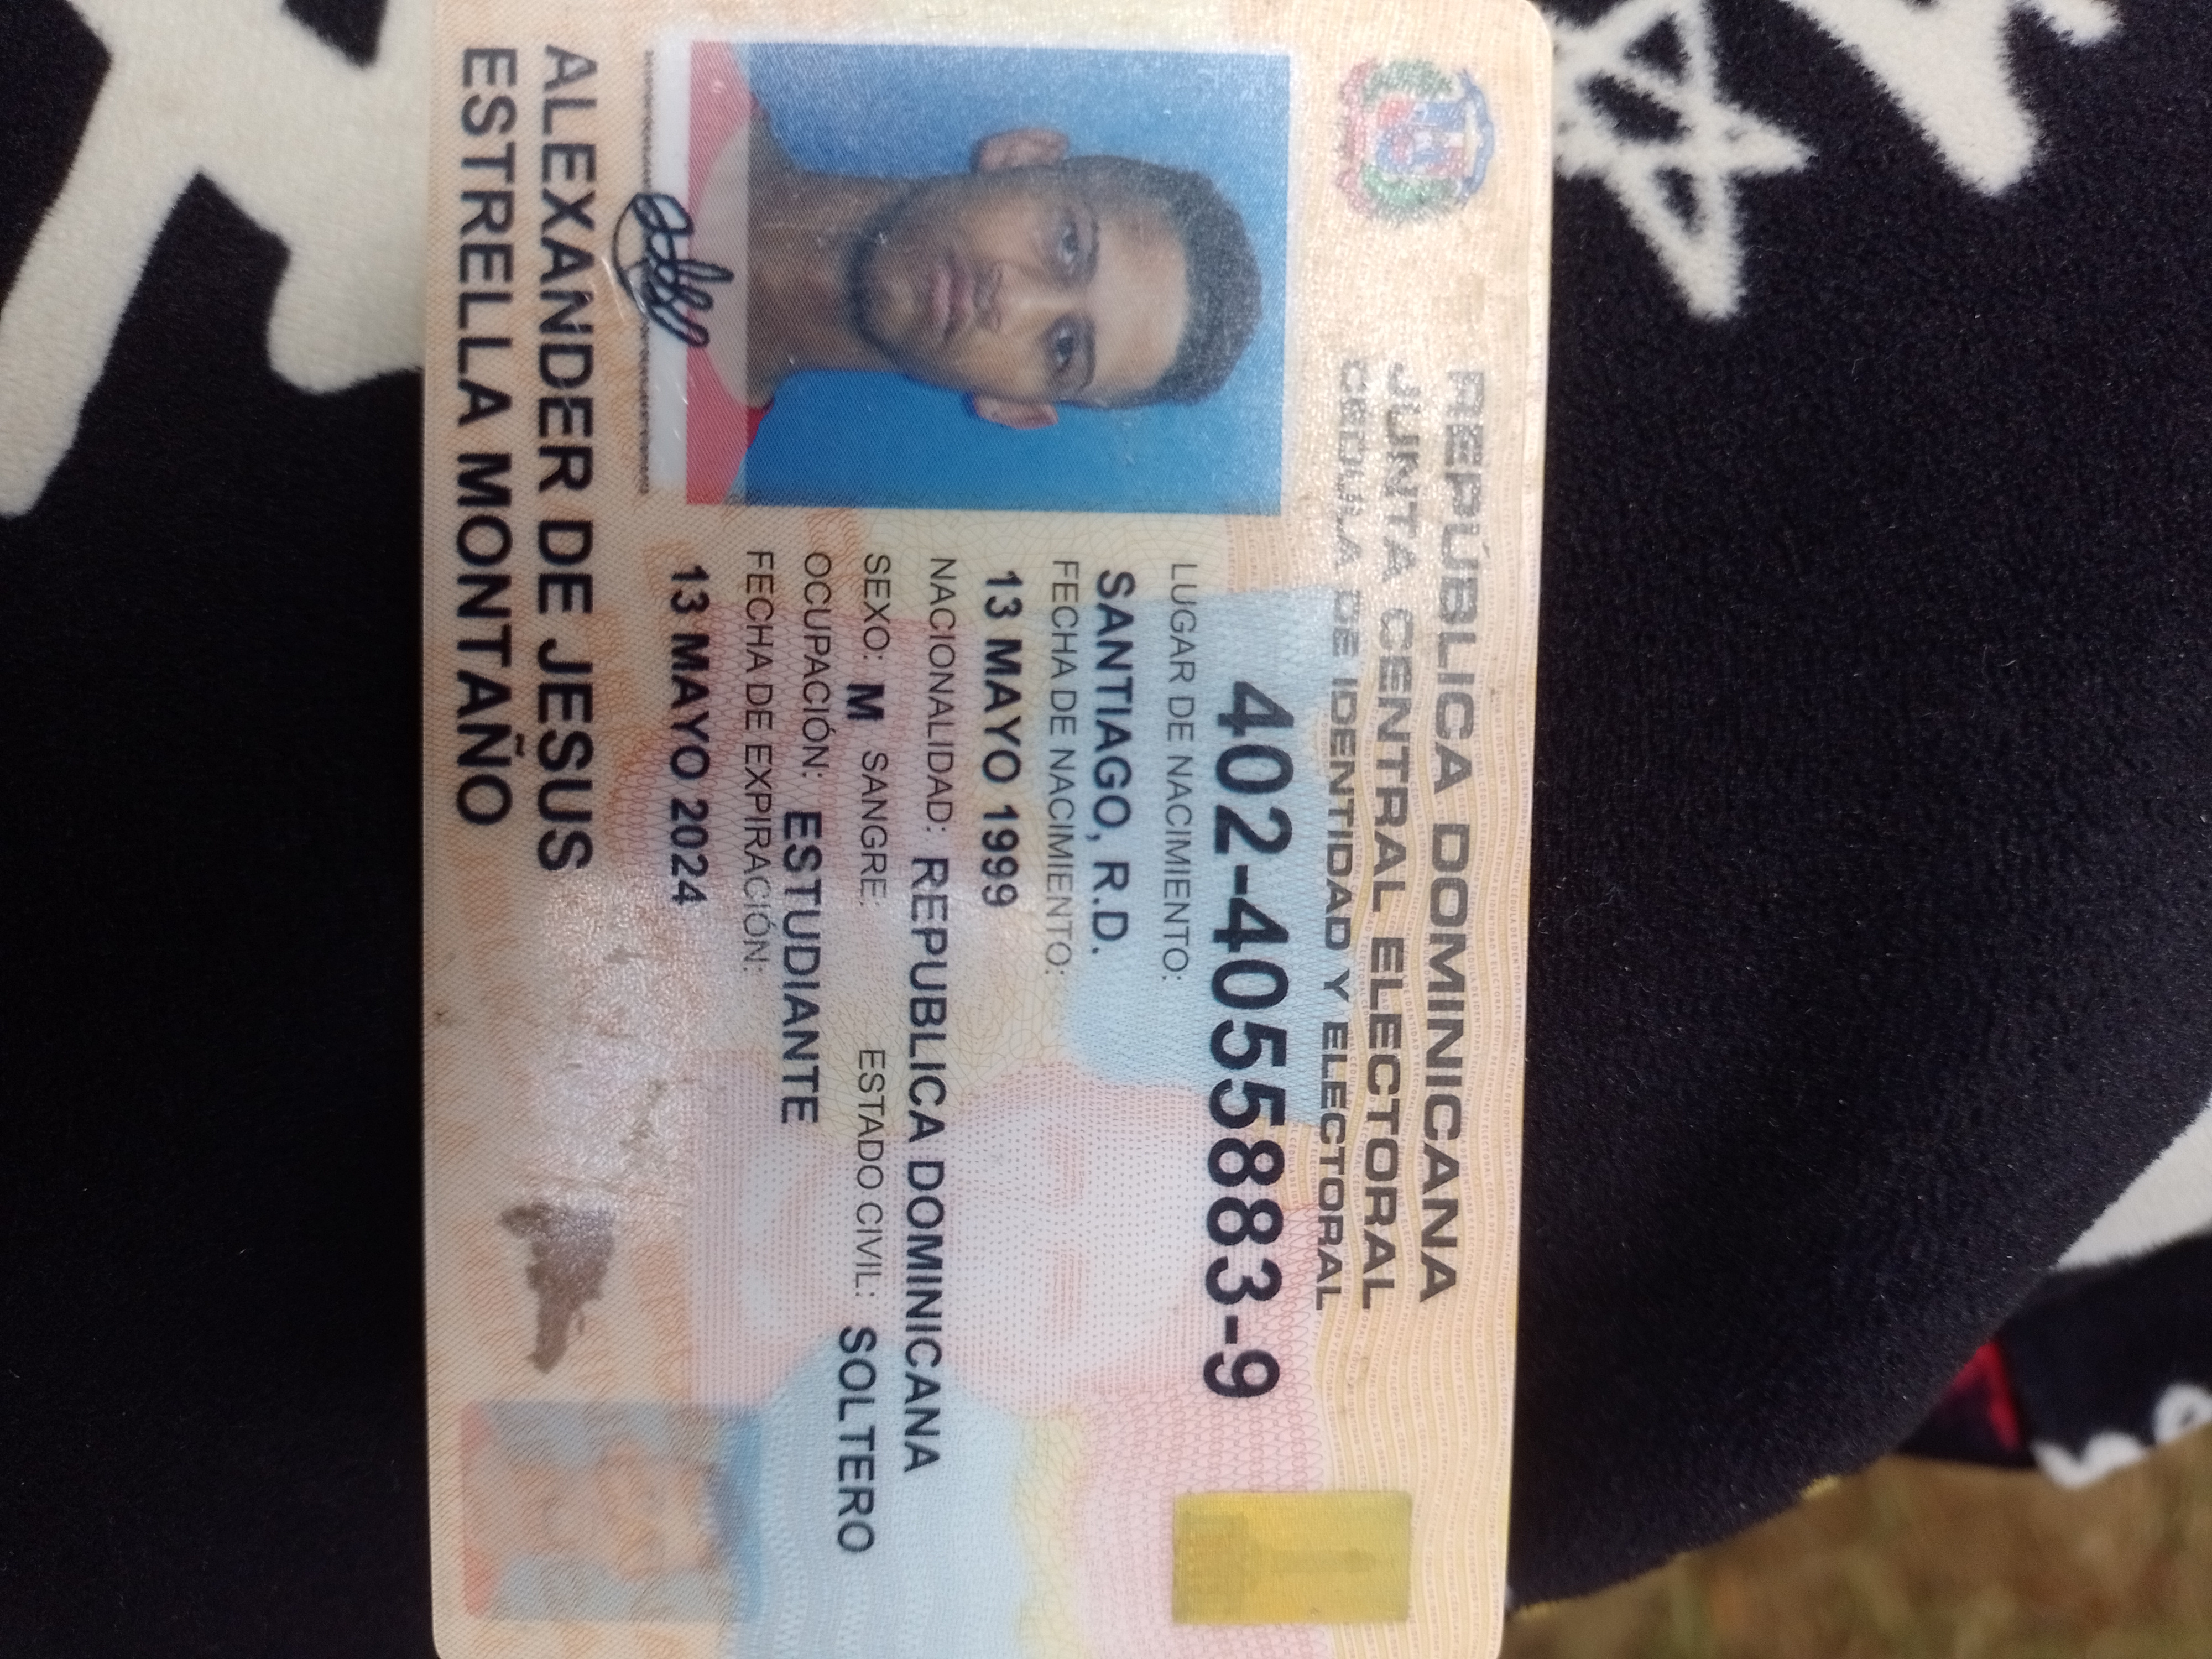 REPÚBLICA DOMINICANA
JUNTA CENTRAL ELECTORAL
CEDULA DE IDENTIDAD Y ELECTORAL
402-4055883-9
LUGAR DE NACIMIENTO:
SANTIAGO, R.D.
FECHA DE NACIMIENTO:
13 MAYO 1999
NACIONALIDAD: REPUBLICA DOMINICANA
SEXO: M SANGRE: ESTADO CIVIL: SOLTERO
OCUPACIÓN: ESTUDIANTE
FECHA DE EXPIRACIÓN:
13 MAYO 2024
ALEXANDER DE JESUS
ESTRELLA MONTAÑO